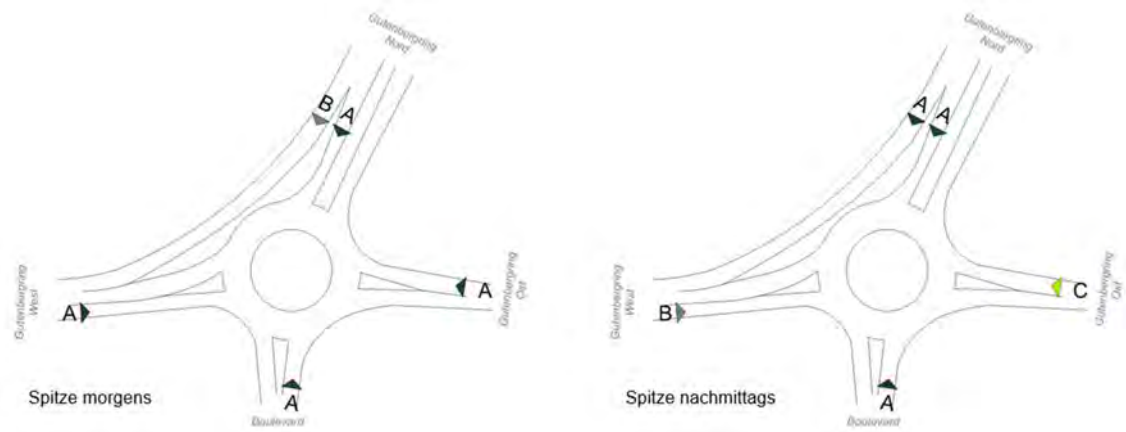 Gutenbergring
Nord
B
A
Gutenbergring
West
A
A
Gutenbergring
Ost
A
Boulevard
Spitze morgens
Gutenbergring
Nord
A
A
Gutenbergring
West
B
C
Gutenbergring
Ost
A
Boulevard
Spitze nachmittags